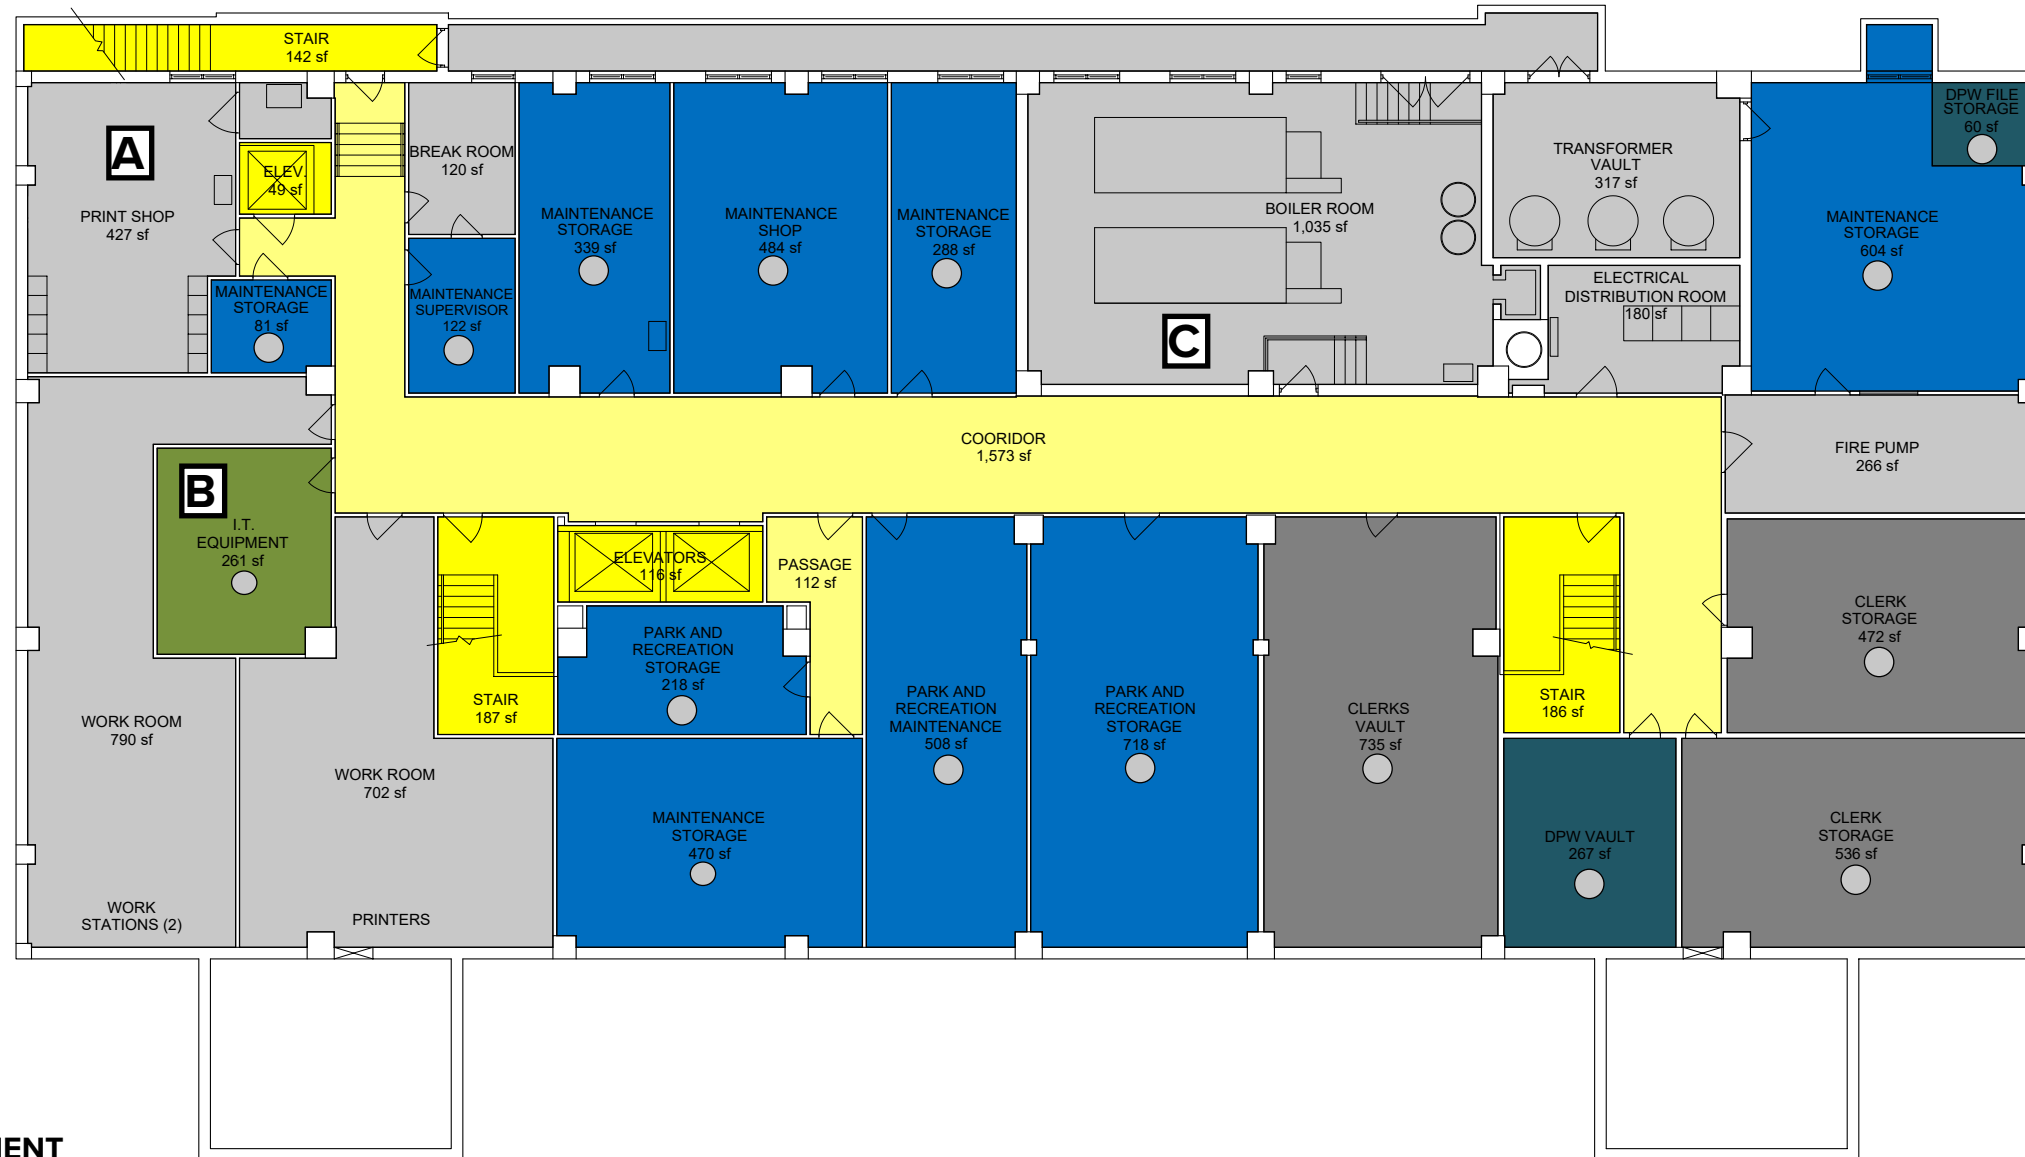 STAIR
142 sf
A
PRINT SHOP
427 sf
ELEV.
49 sf
BREAK ROOM
120 sf
MAINTENANCE
STORAGE
81 sf
MAINTENANCE
SUPERVISOR
122 sf
MAINTENANCE
STORAGE
339 sf
MAINTENANCE
SHOP
484 sf
MAINTENANCE
STORAGE
288 sf
BOILER ROOM
1,035 sf
C
TRANSFORMER
VAULT
317 sf
ELECTRICAL
DISTRIBUTION ROOM
180 sf
DPW FILE
STORAGE
60 sf
MAINTENANCE
STORAGE
604 sf
COORIDOR
1,573 sf
FIRE PUMP
266 sf
B
I.T.
EQUIPMENT
261 sf
ELEVATORS
116 sf
PASSAGE
112 sf
PARK AND
RECREATION
STORAGE
218 sf
STAIR
187 sf
WORK ROOM
790 sf
WORK ROOM
702 sf
WORK
STATIONS (2)
PRINTERS
MAINTENANCE
STORAGE
470 sf
PARK AND
RECREATION
MAINTENANCE
508 sf
PARK AND
RECREATION
STORAGE
718 sf
CLERKS
VAULT
735 sf
STAIR
186 sf
CLERK
STORAGE
472 sf
DPW VAULT
267 sf
CLERK
STORAGE
536 sf